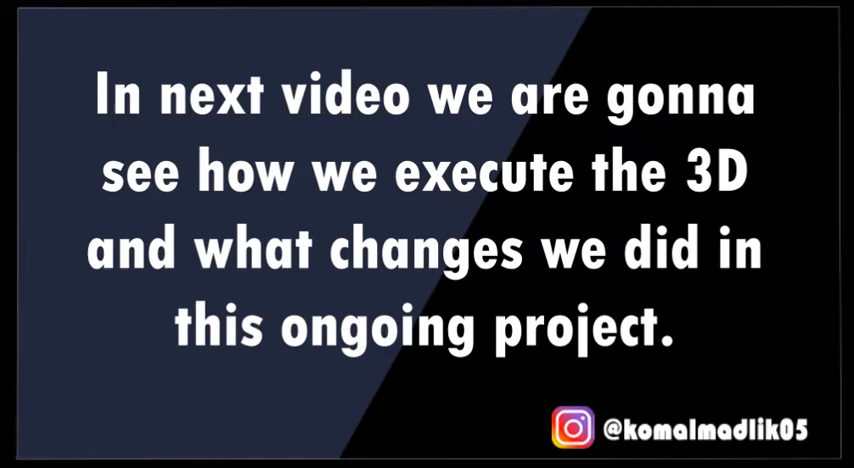 In next video we are gonna
see how we execute the 3D
and what changes we did in
this ongoing project.
@komalmadlik05